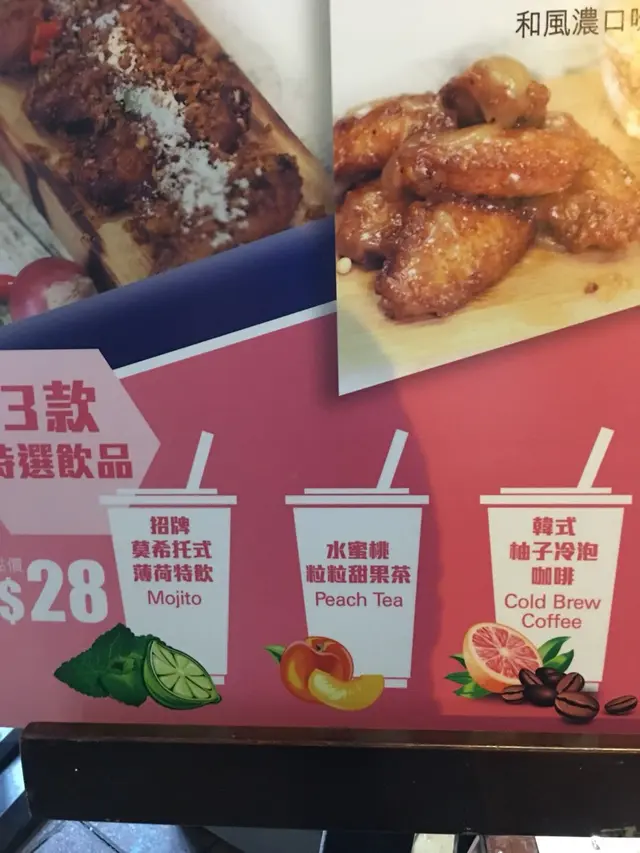 和風濃口
3款
特選飲品
價
$28
招牌
莫希托式
薄荷特飲
Mojito
水蜜桃
粒粒甜果茶
Peach Tea
韓式
柚子冷泡
咖啡
Cold Brew
Coffee